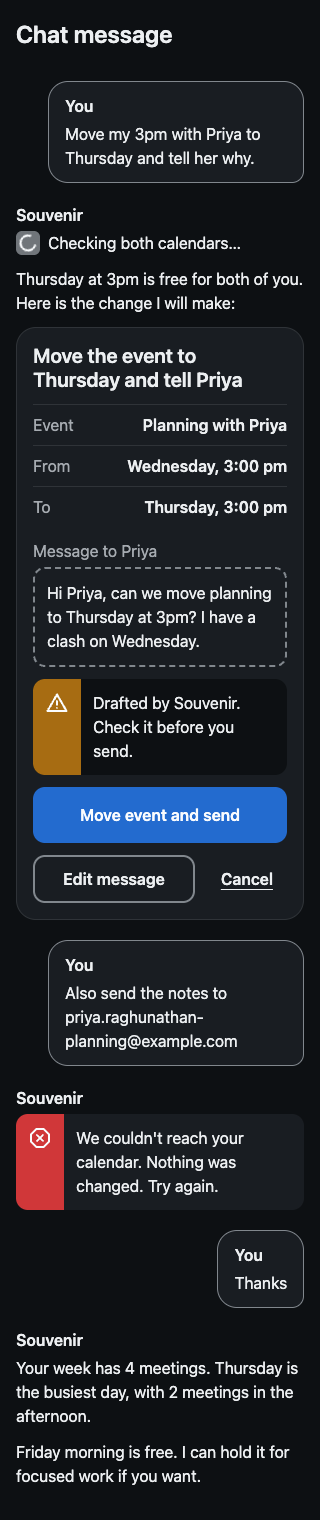 Chat message
You
Move my 3pm with Priya to
Thursday and tell her why.
Souvenir
Checking both calendars...
Thursday at 3pm is free for both of you.
Here is the change I will make:
Move the event to
Thursday and tell Priya
Event Planning with Priya
From Wednesday, 3:00 pm
To Thursday, 3:00 pm
Message to Priya
Hi Priya, can we move planning
to Thursday at 3pm? I have a
clash on Wednesday.
Drafted by Souvenir.
Check it before you
send.
Move event and send
Edit message Cancel
You
Also send the notes to
priya.raghunathan-
planning@example.com
Souvenir
We couldn't reach your
calendar. Nothing was
changed. Try again.
You
Thanks
Souvenir
Your week has 4 meetings. Thursday is
the busiest day, with 2 meetings in the
afternoon.
Friday morning is free. I can hold it for
focused work if you want.